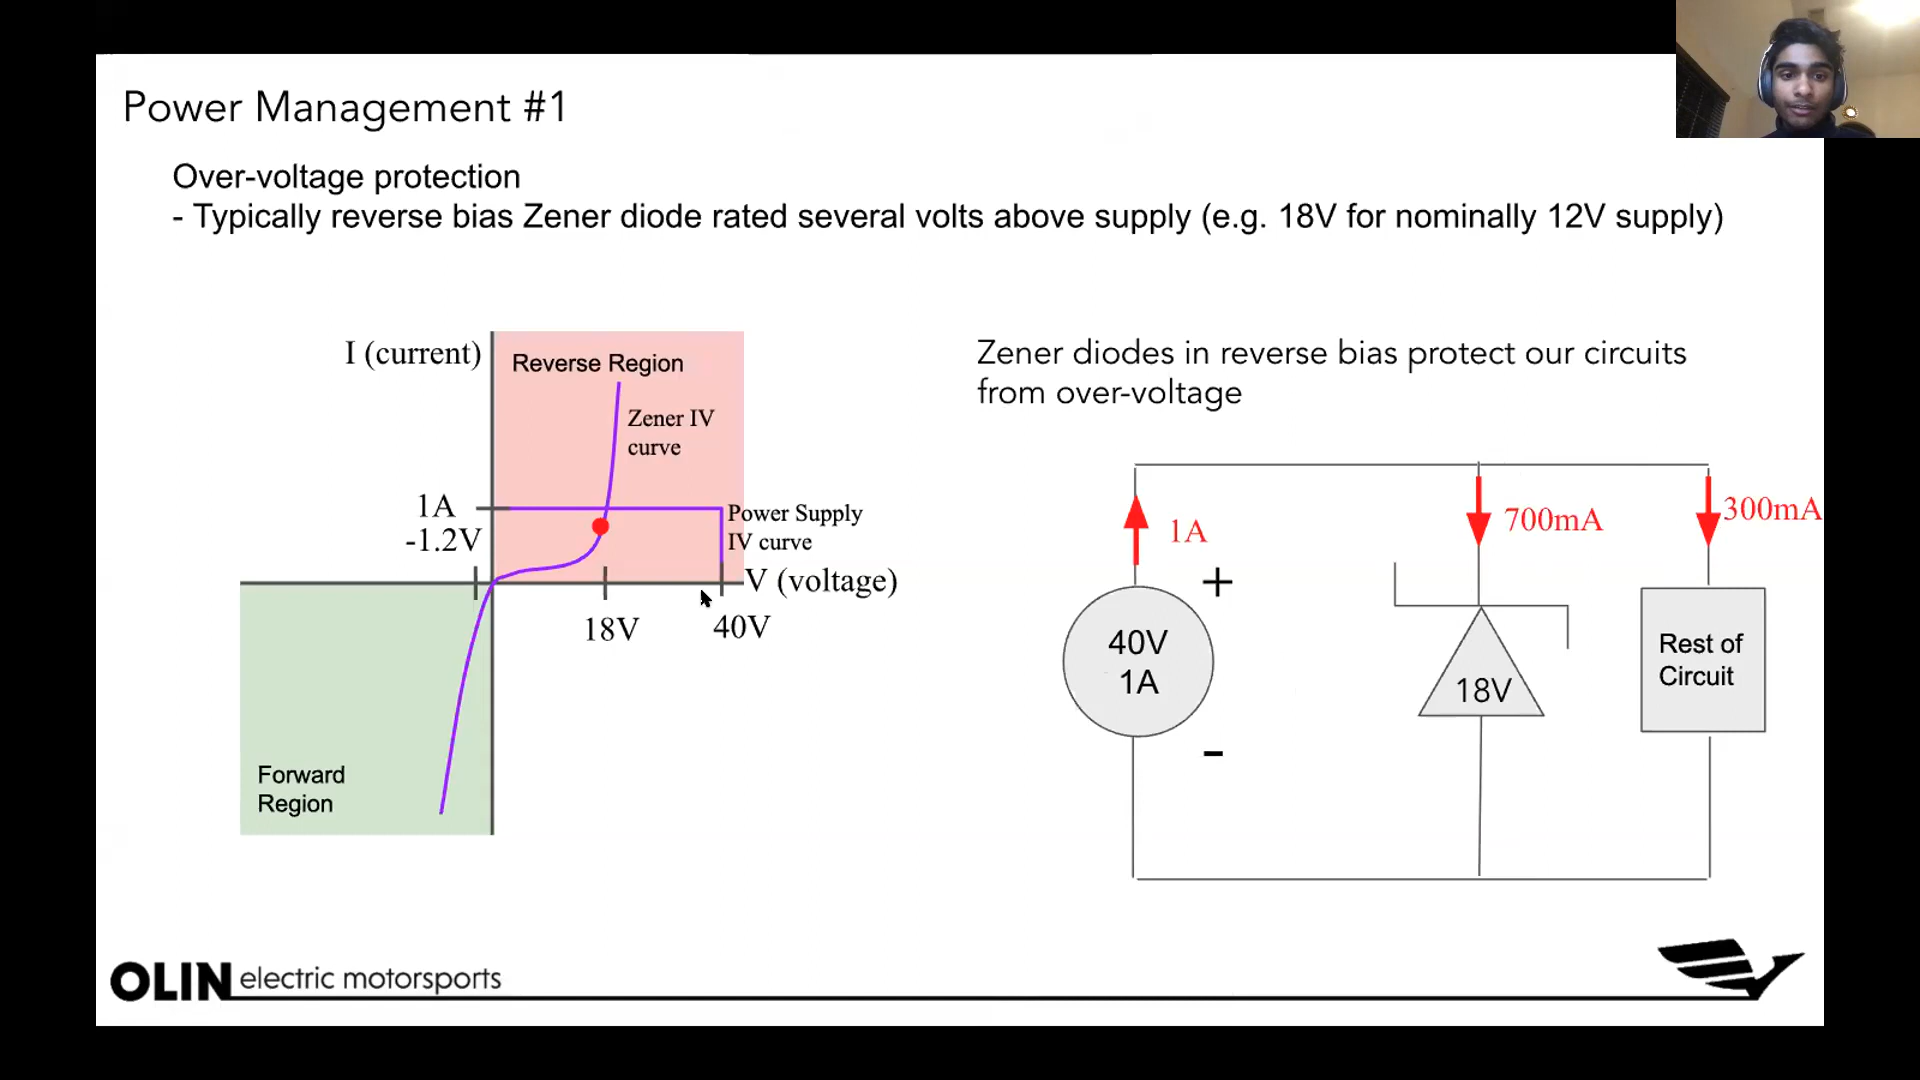 Power Management #1
Over-voltage protection
- Typically reverse bias Zener diode rated several volts above supply (e.g. 18V for nominally 12V supply)
I (current)
Reverse Region
Zener IV
curve
1A
-1.2V
Power Supply
IV curve
V (voltage)
18V
40V
Forward
Region
Zener diodes in reverse bias protect our circuits
from over-voltage
1A
700mA
300mA
+
40V
1A
-
18V
Rest of
Circuit
OLIN electric motorsports